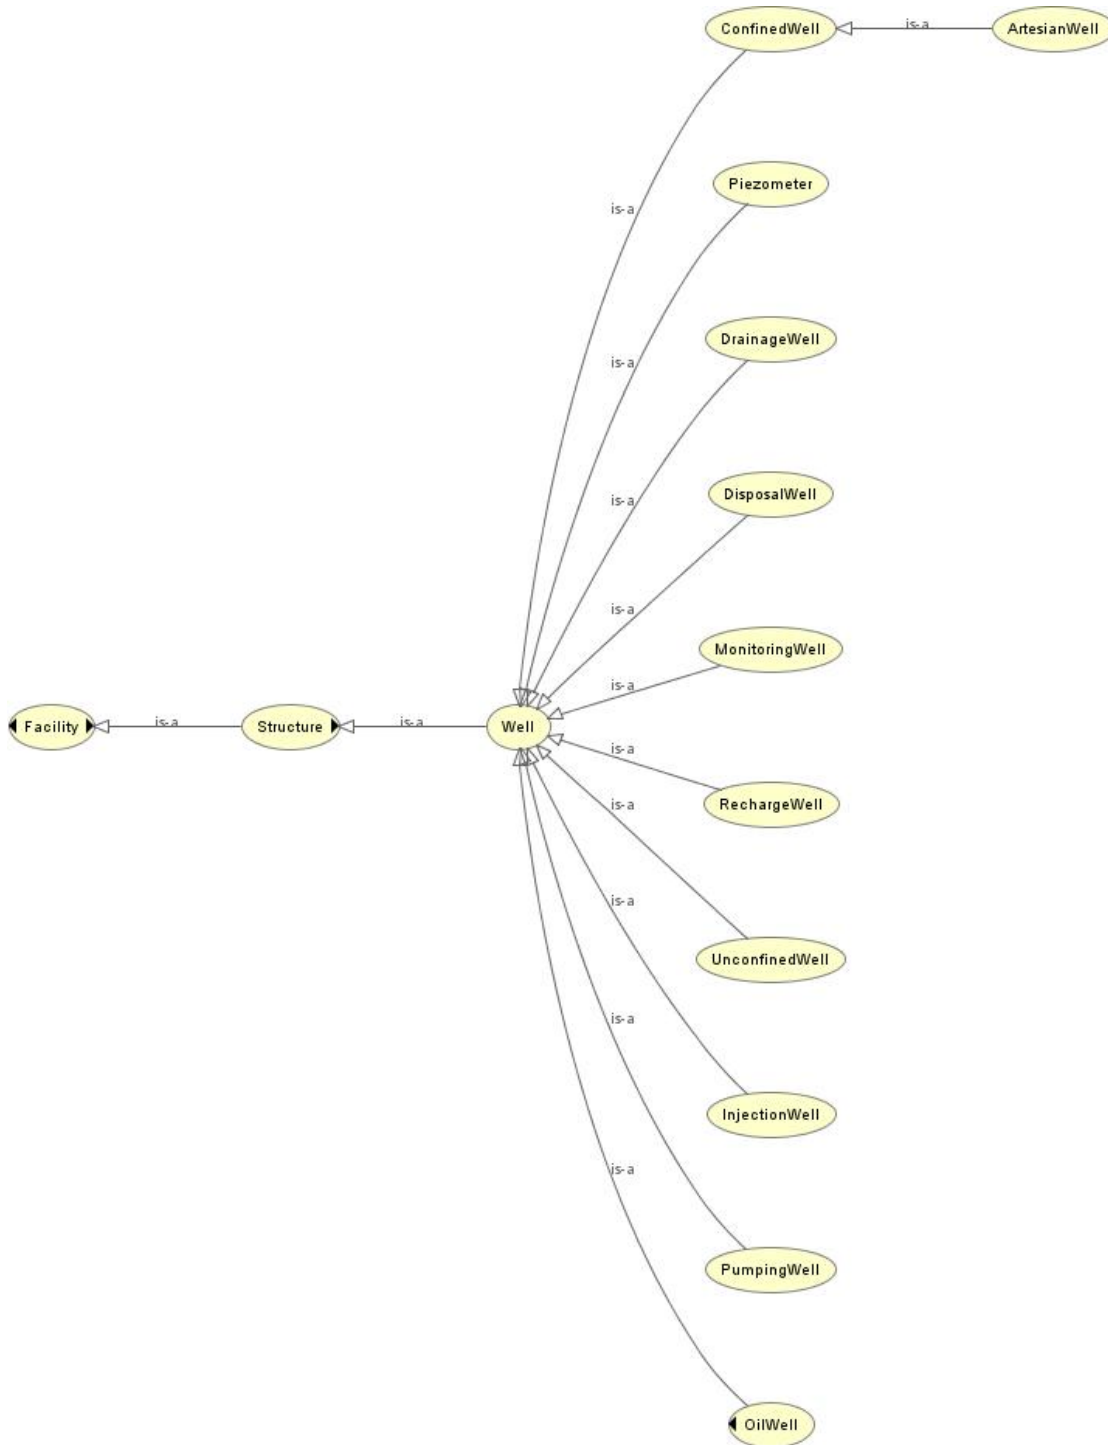 ConfinedWell
is-a
ArtesianWell
Piezometer
is-a
DrainageWell
is-a
DisposalWell
is-a
is-a
MonitoringWell
is-a
Facility
is-a
Structure
is-a
Well
is-a
RechargeWell
is-a
UnconfinedWell
is-a
InjectionWell
is-a
PumpingWell
is-a
OilWell